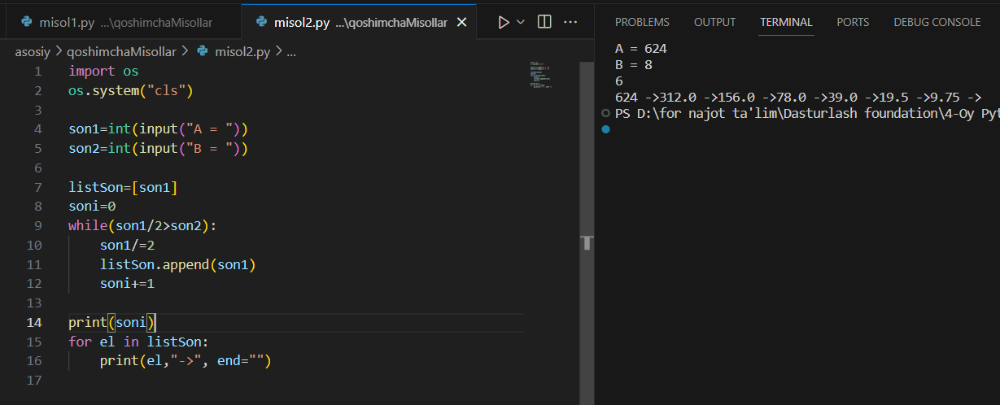 misol1.py ...\qoshimchaMisollar misol2.py ...\qoshimchaMisollar
asosiy > qoshimchaMisollar > misol2.py > ...
1 import os
2 os.system("cls")
3
4 son1=int(input("A = "))
5 son2=int(input("B = "))
6
7 listSon=[son1]
8 soni=0
9 while(son1/2>son2):
10 son1/=2
11 listSon.append(son1)
12 soni+=1
13
14 print(soni)
15 for el in listSon:
16 print(el,"->", end="")
17
PROBLEMS OUTPUT TERMINAL PORTS DEBUG CONSOLE
A = 624
B = 8
6
624 ->312.0 ->156.0 ->78.0 ->39.0 ->19.5 ->9.75 ->
PS D:\for najot ta'lim\Dasturlash foundation\4-Oy Pyt